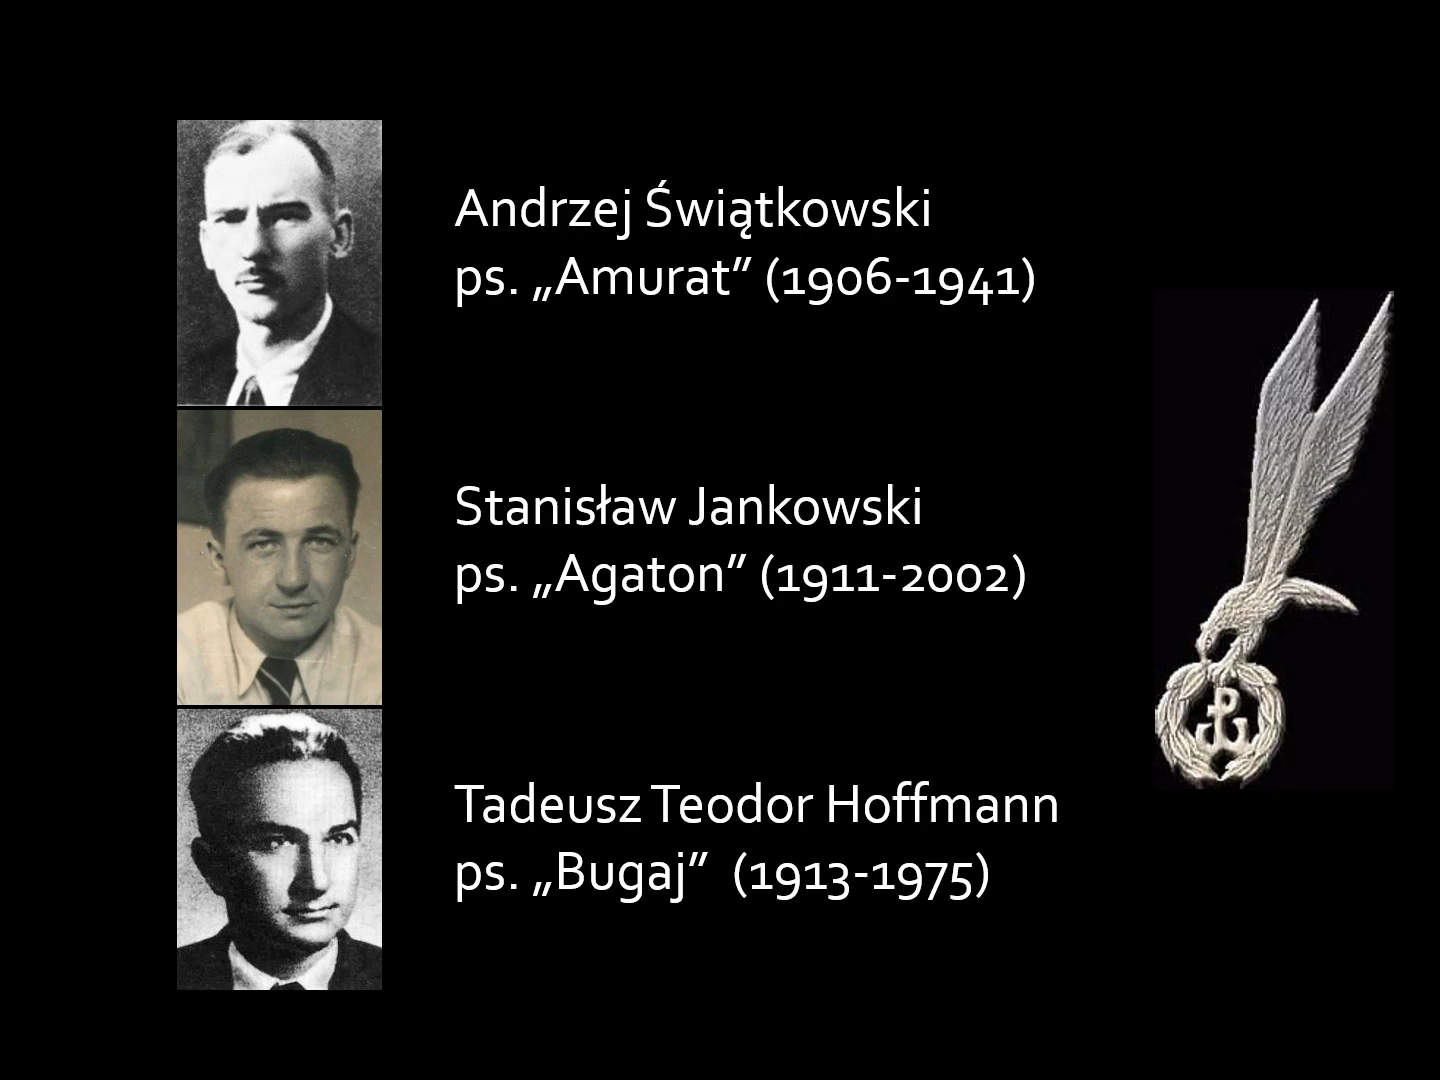 Andrzej Świątkowski
ps. „Amurat” (1906-1941)
Stanisław Jankowski
ps. „Agaton” (1911-2002)
Tadeusz Teodor Hoffmann
ps. „Bugaj” (1913-1975)